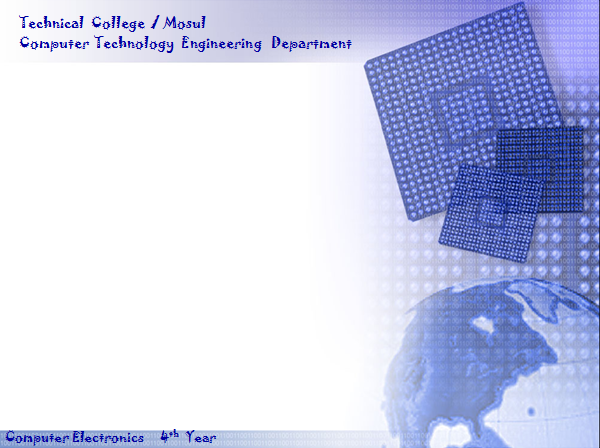 Technical College / Mosul
Computer Technology Engineering Department
Computer Electronics 4th Year